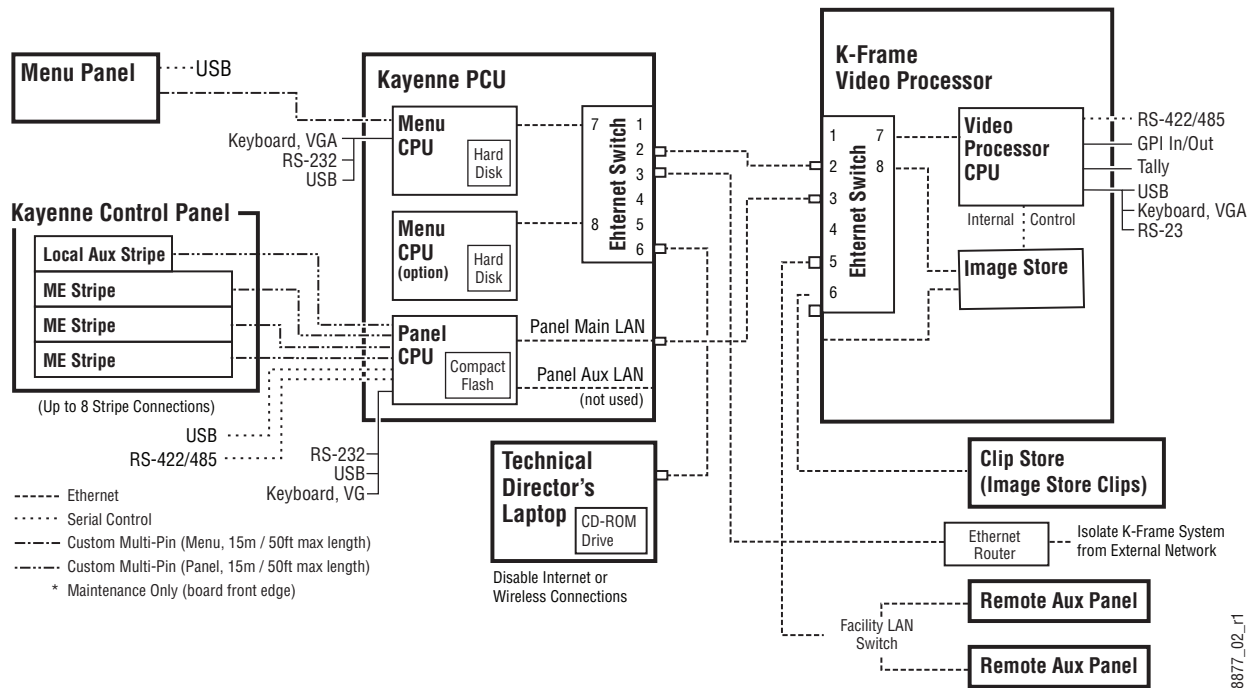 Menu Panel
USB
Kayenne PCU
Menu
CPU
Hard
Disk
Keyboard, VGA
RS-232
USB
Menu
CPU
(option)
Hard
Disk
7
8
Ehternet Switch
1
2
3
4
5
6
Kayenne Control Panel
Local Aux Stripe
ME Stripe
ME Stripe
ME Stripe
(Up to 8 Stripe Connections)
Panel
CPU
Compact
Flash
Panel Main LAN
Panel Aux LAN
(not used)
USB
RS-422/485
RS-232
USB
Keyboard, VG
K-Frame
Video Processor
1
2
3
4
5
6
Ehternet Switch
7
8
Video
Processor
CPU
RS-422/485
GPI In/Out
Tally
USB
Keyboard, VGA
RS-23
Internal Control
Image Store
Technical
Director's
Laptop
CD-ROM
Drive
Disable Internet or
Wireless Connections
Clip Store
(Image Store Clips)
Ethernet
Router
Isolate K-Frame System
from External Network
Facility LAN
Switch
Remote Aux Panel
Remote Aux Panel
Ethernet
Serial Control
Custom Multi-Pin (Menu, 15m / 50ft max length)
Custom Multi-Pin (Panel, 15m / 50ft max length)
* Maintenance Only (board front edge)
8877_02_r1